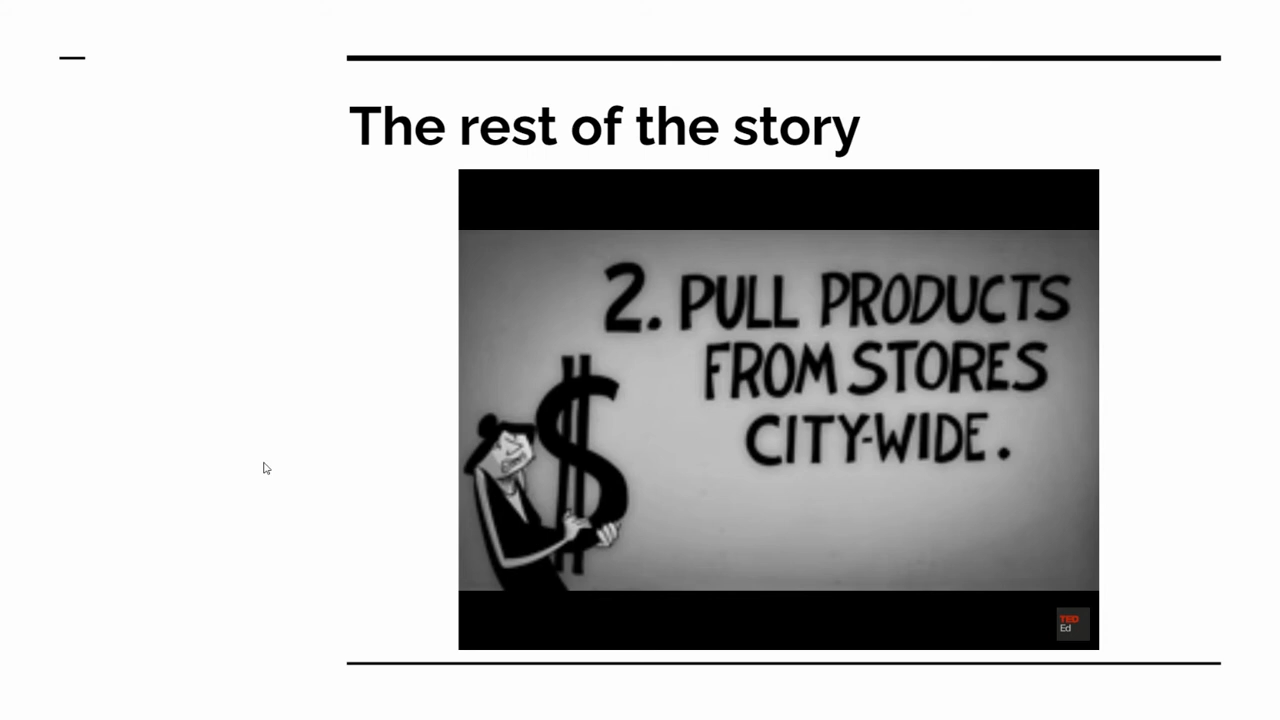 The rest of the story
2. PULL PRODUCTS
FROM STORES
CITY-WIDE.
$
TED
Ed